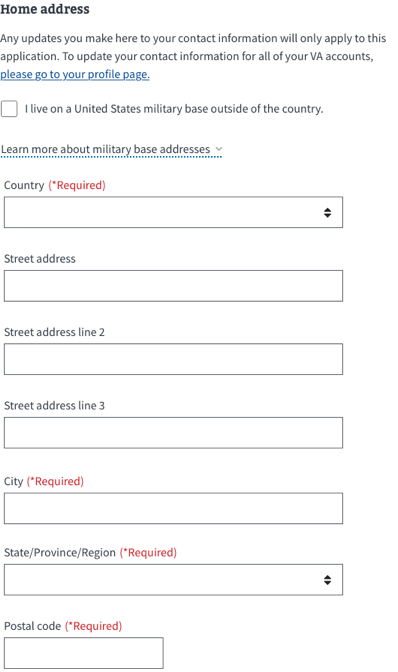 Home address
Any updates you make here to your contact information will only apply to this
application. To update your contact information for all of your VA accounts,
please go to your profile page.
I live on a United States military base outside of the country.
Learn more about military base addresses
Country (*Required)
Street address
Street address line 2
Street address line 3
City (*Required)
State/Province/Region (*Required)
Postal code (*Required)